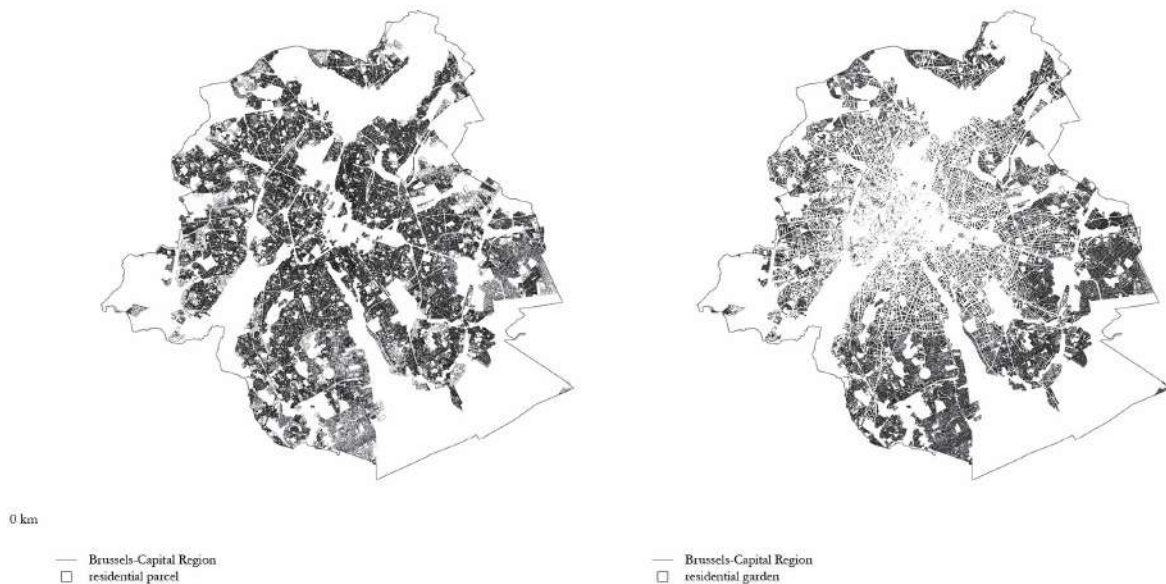 0 km
Brussels-Capital Region
residential parcel
Brussels-Capital Region
residential garden